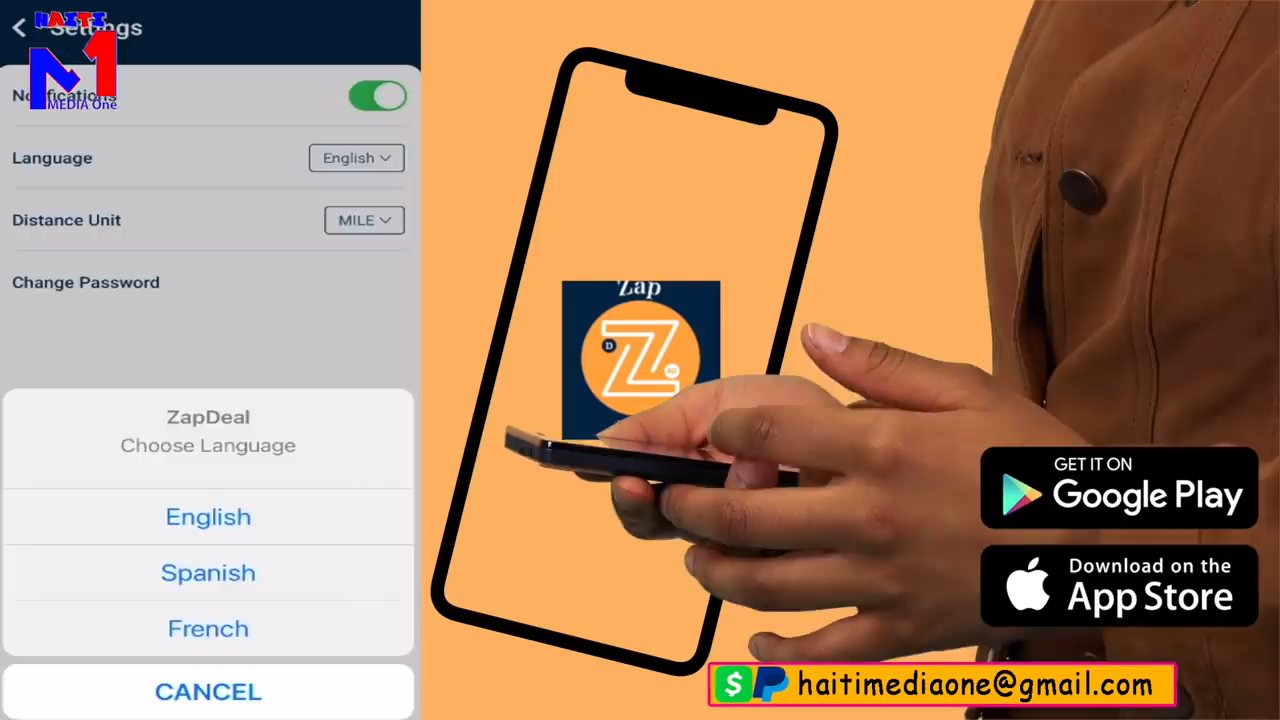 HAITI
M1
MEDIA One
Settings
Notifications
Language
English
Distance Unit
MILE
Change Password
ZapDeal
Choose Language
English
Spanish
French
CANCEL
Zap
D
Z
GET IT ON
Google Play
Download on the
App Store
$ haitimediaone@gmail.com